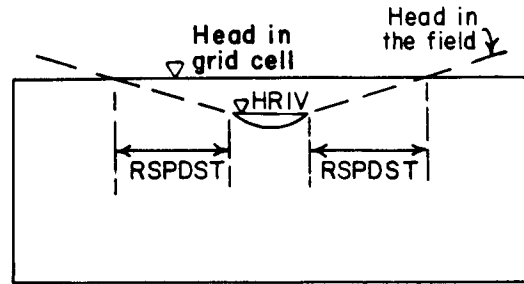 Head in
grid cell
Head in
the field
HRIV
RSPDST
RSPDST